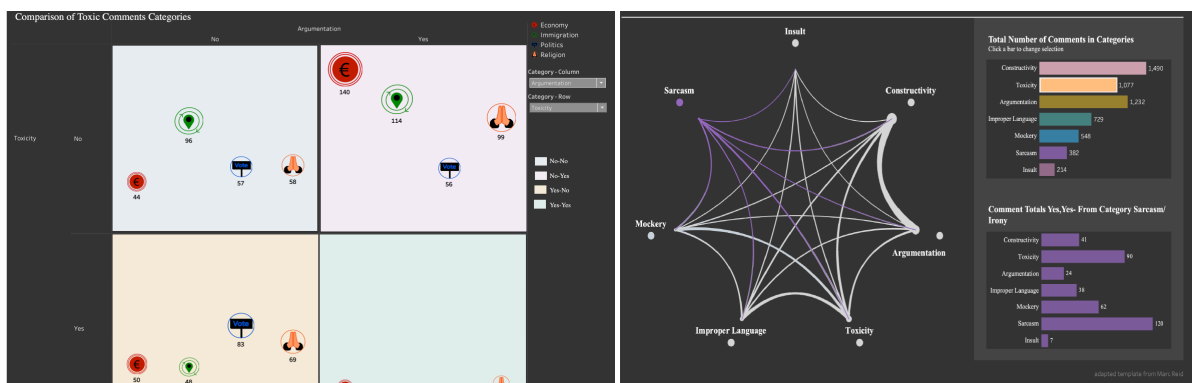 Comparison of Toxic Comments Categories
Argumentation
No
Yes
Economy
Immigration
Politics
Religion
Category - Column
Argumentation
Category - Row
Toxicity
No-No
No-Yes
Yes-No
Yes-Yes
Toxicity
No
€
140
114
99
96
Vote
57
58
Vote
56
€
44
Yes
Vote
83
69
€
50
48
Insult
Sarcasm
Constructivity
Mockery
Argumentation
Improper Language
Toxicity
Total Number of Comments in Categories
Click a bar to change selection
Constructivity 1,490
Toxicity 1,077
Argumentation 1,232
Improper Language 729
Mockery 548
Sarcasm 382
Insult 214
Comment Totals Yes,Yes- From Category Sarcasm/
Irony
Constructivity 41
Toxicity 90
Argumentation 24
Improper Language 38
Mockery 62
Sarcasm 120
Insult 7
adapted template from Marc Reid